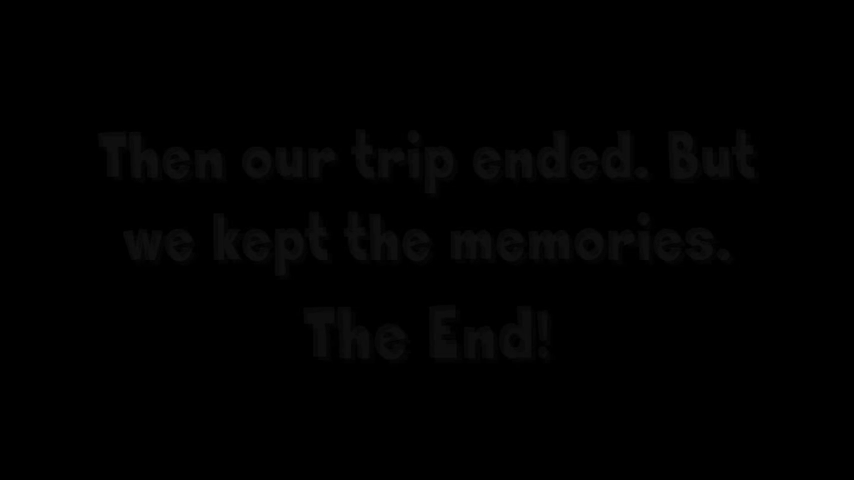 Then our trip ended. But
we kept the memories.
The End!